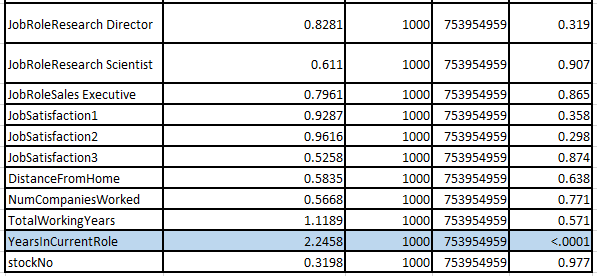 JobRoleResearch Director 0.8281 1000 753954959 0.319
JobRoleResearch Scientist 0.611 1000 753954959 0.907
JobRoleSales Executive 0.7961 1000 753954959 0.865
JobSatisfaction1 0.9287 1000 753954959 0.358
JobSatisfaction2 0.9616 1000 753954959 0.298
JobSatisfaction3 0.5258 1000 753954959 0.874
DistanceFromHome 0.5835 1000 753954959 0.638
NumCompaniesWorked 0.5668 1000 753954959 0.771
TotalWorkingYears 1.1189 1000 753954959 0.571
YearsInCurrentRole 2.2458 1000 753954959 <.0001
stockNo 0.3198 1000 753954959 0.977